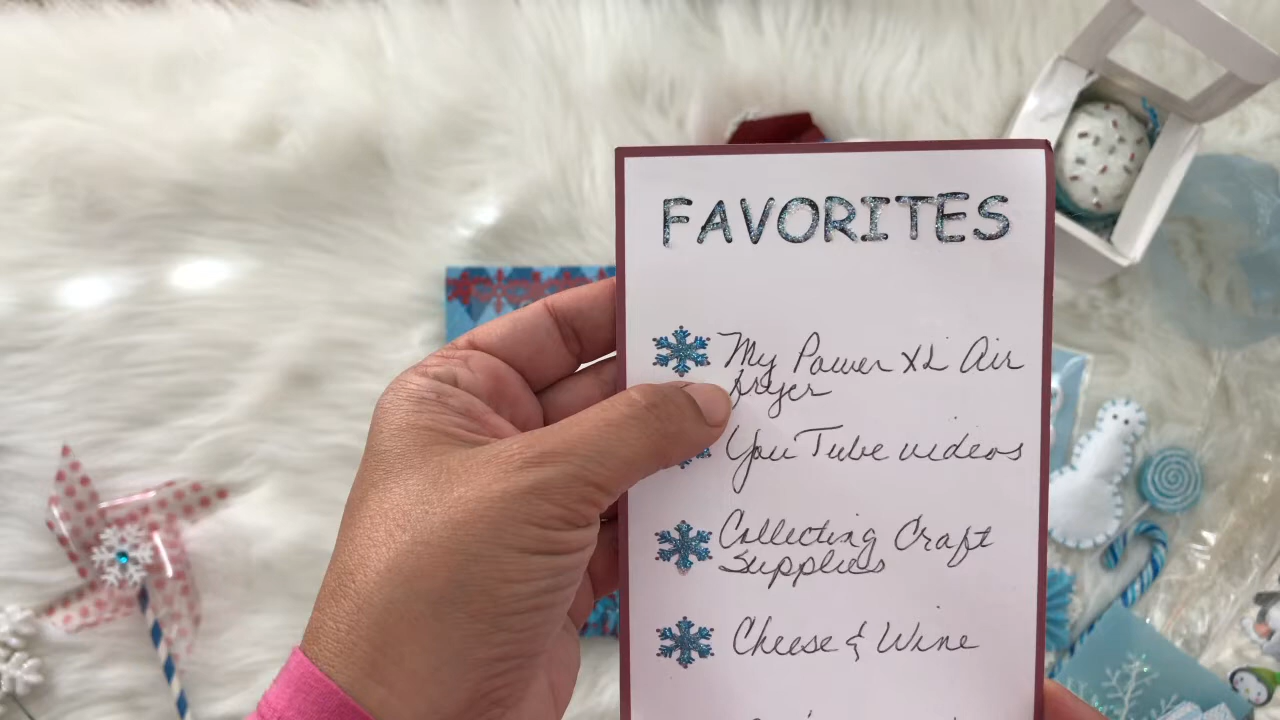 FAVORITES
My Power XL Air
fryer
YouTube videos
Collecting Craft
Supplies
Cheese & Wine